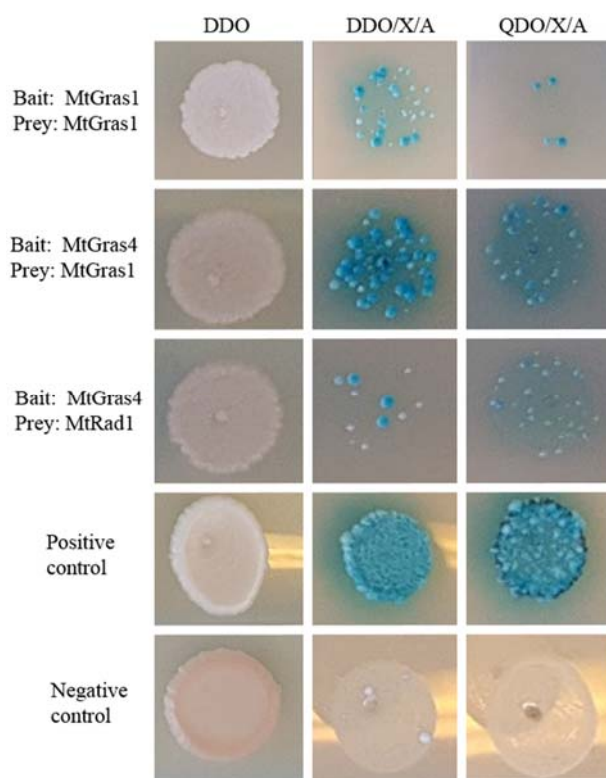 DDO DDO/X/A QDO/X/A
Bait: MtGras1
Prey: MtGras1
Bait: MtGras4
Prey: MtGras1
Bait: MtGras4
Prey: MtRad1
Positive
control
Negative
control